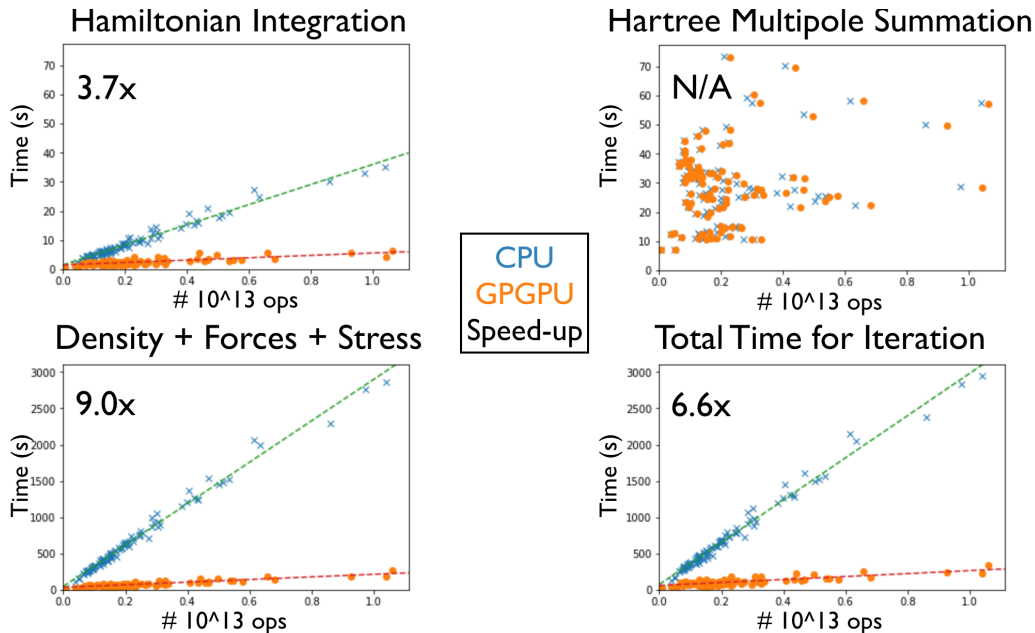 Hamiltonian Integration
3.7x
Time (s)
70
60
50
40
30
20
10
0
0.0 0.2 0.4 0.6 0.8 1.0
# 10^13 ops
Hartree Multipole Summation
N/A
Time (s)
70
60
50
40
30
20
10
0
0.0 0.2 0.4 0.6 0.8 1.0
# 10^13 ops
CPU
GPGPU
Speed-up
Density + Forces + Stress
9.0x
Time (s)
3000
2500
2000
1500
1000
500
0
0.0 0.2 0.4 0.6 0.8 1.0
# 10^13 ops
Total Time for Iteration
6.6x
Time (s)
3000
2500
2000
1500
1000
500
0
0.0 0.2 0.4 0.6 0.8 1.0
# 10^13 ops